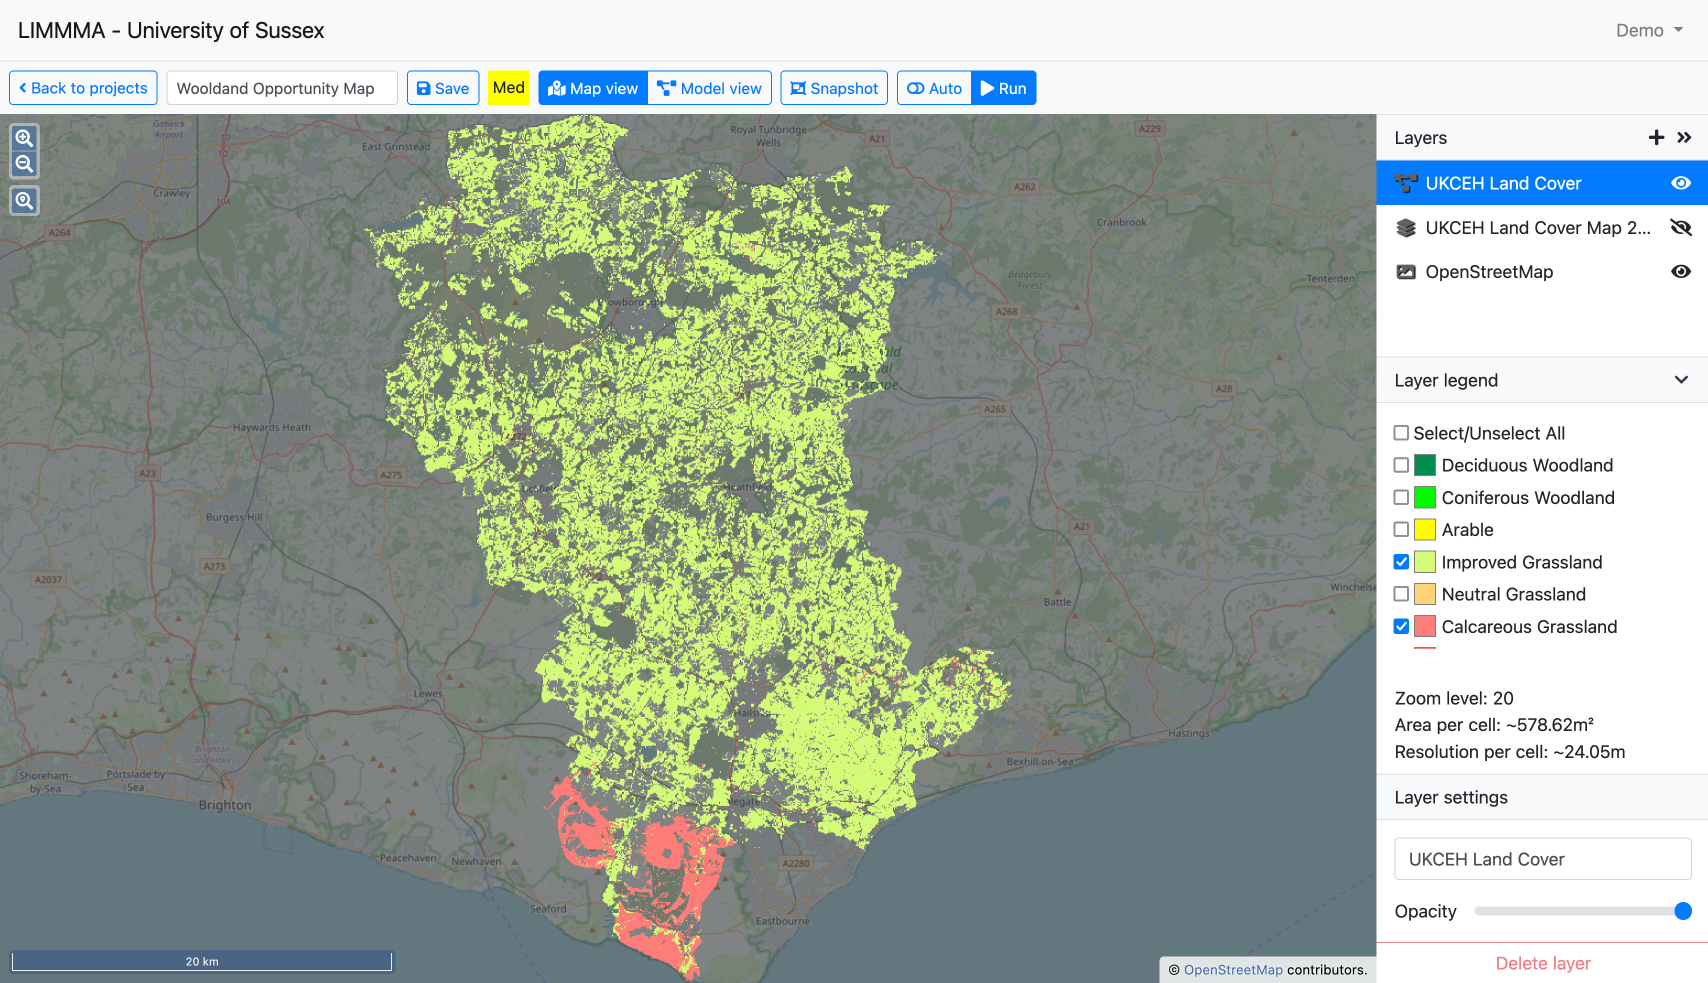 LIMMMA - University of Sussex
Demo
Back to projects
Wooldand Opportunity Map
Save
Med
Map view
Model view
Snapshot
Auto
Run
Gatwick
Airport
East Grinstead
Royal Tunbridge
Wells
A21
A229
Crawley
A262
A264
Cranbrook
Bedgebury
Forest
Tenterden
A268
A28
A265
Haywards Heath
A23
A275
Heathfield
Burgess Hill
A21
A273
A2037
Winchelse
Battle
Lewes
Hastings
Brighton
and Hove
Bexhill-on-Sea
Shoreham-
by-Sea
Portslade by
Sea
Brighton
Peacehaven
Newhaven
A2280
Seaford
Eastbourne
20 km
© OpenStreetMap contributors.
Layers
UKCEH Land Cover
UKCEH Land Cover Map 2...
OpenStreetMap
Layer legend
Select/Unselect All
Deciduous Woodland
Coniferous Woodland
Arable
Improved Grassland
Neutral Grassland
Calcareous Grassland
Zoom level: 20
Area per cell: ~578.62m²
Resolution per cell: ~24.05m
Layer settings
UKCEH Land Cover
Opacity
Delete layer